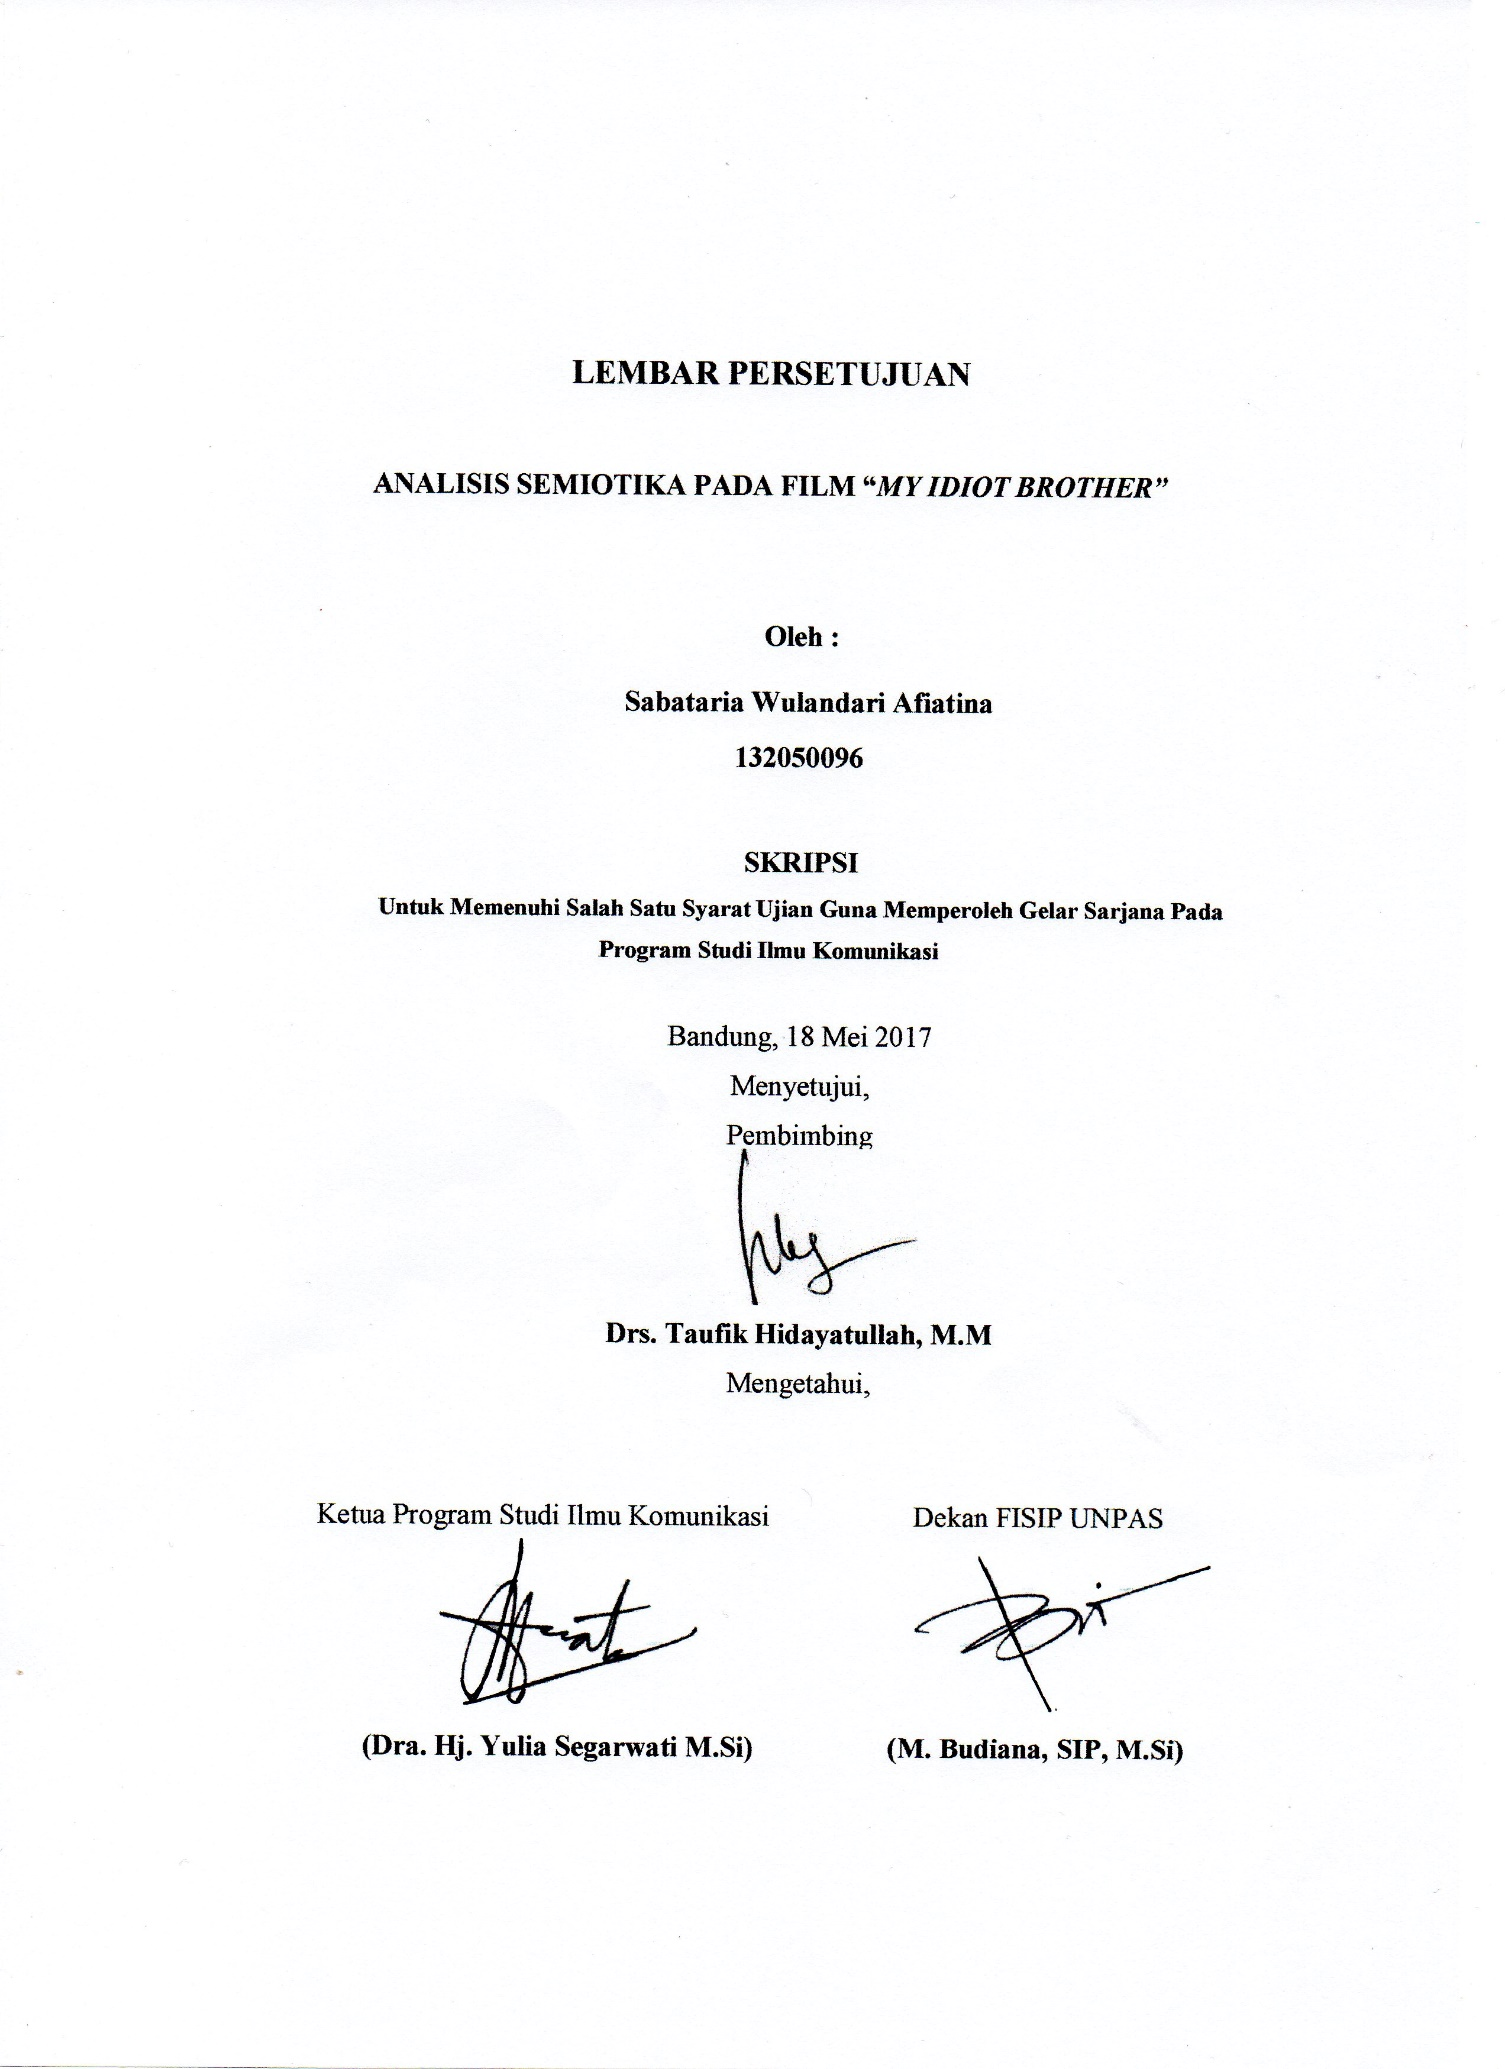 LEMBAR PERSETUJUAN
ANALISIS SEMIOTIKA PADA FILM “MY IDIOT BROTHER”
Oleh :
Sabataria Wulandari Afiatina
132050096
SKRIPSI
Untuk Memenuhi Salah Satu Syarat Ujian Guna Memperoleh Gelar Sarjana Pada
Program Studi Ilmu Komunikasi
Bandung, 18 Mei 2017
Menyetujui,
Pembimbing
Drs. Taufik Hidayatullah, M.M
Mengetahui,
Ketua Program Studi Ilmu Komunikasi
Dekan FISIP UNPAS
(Dra. Hj. Yulia Segarwati M.Si)
(M. Budiana, SIP, M.Si)